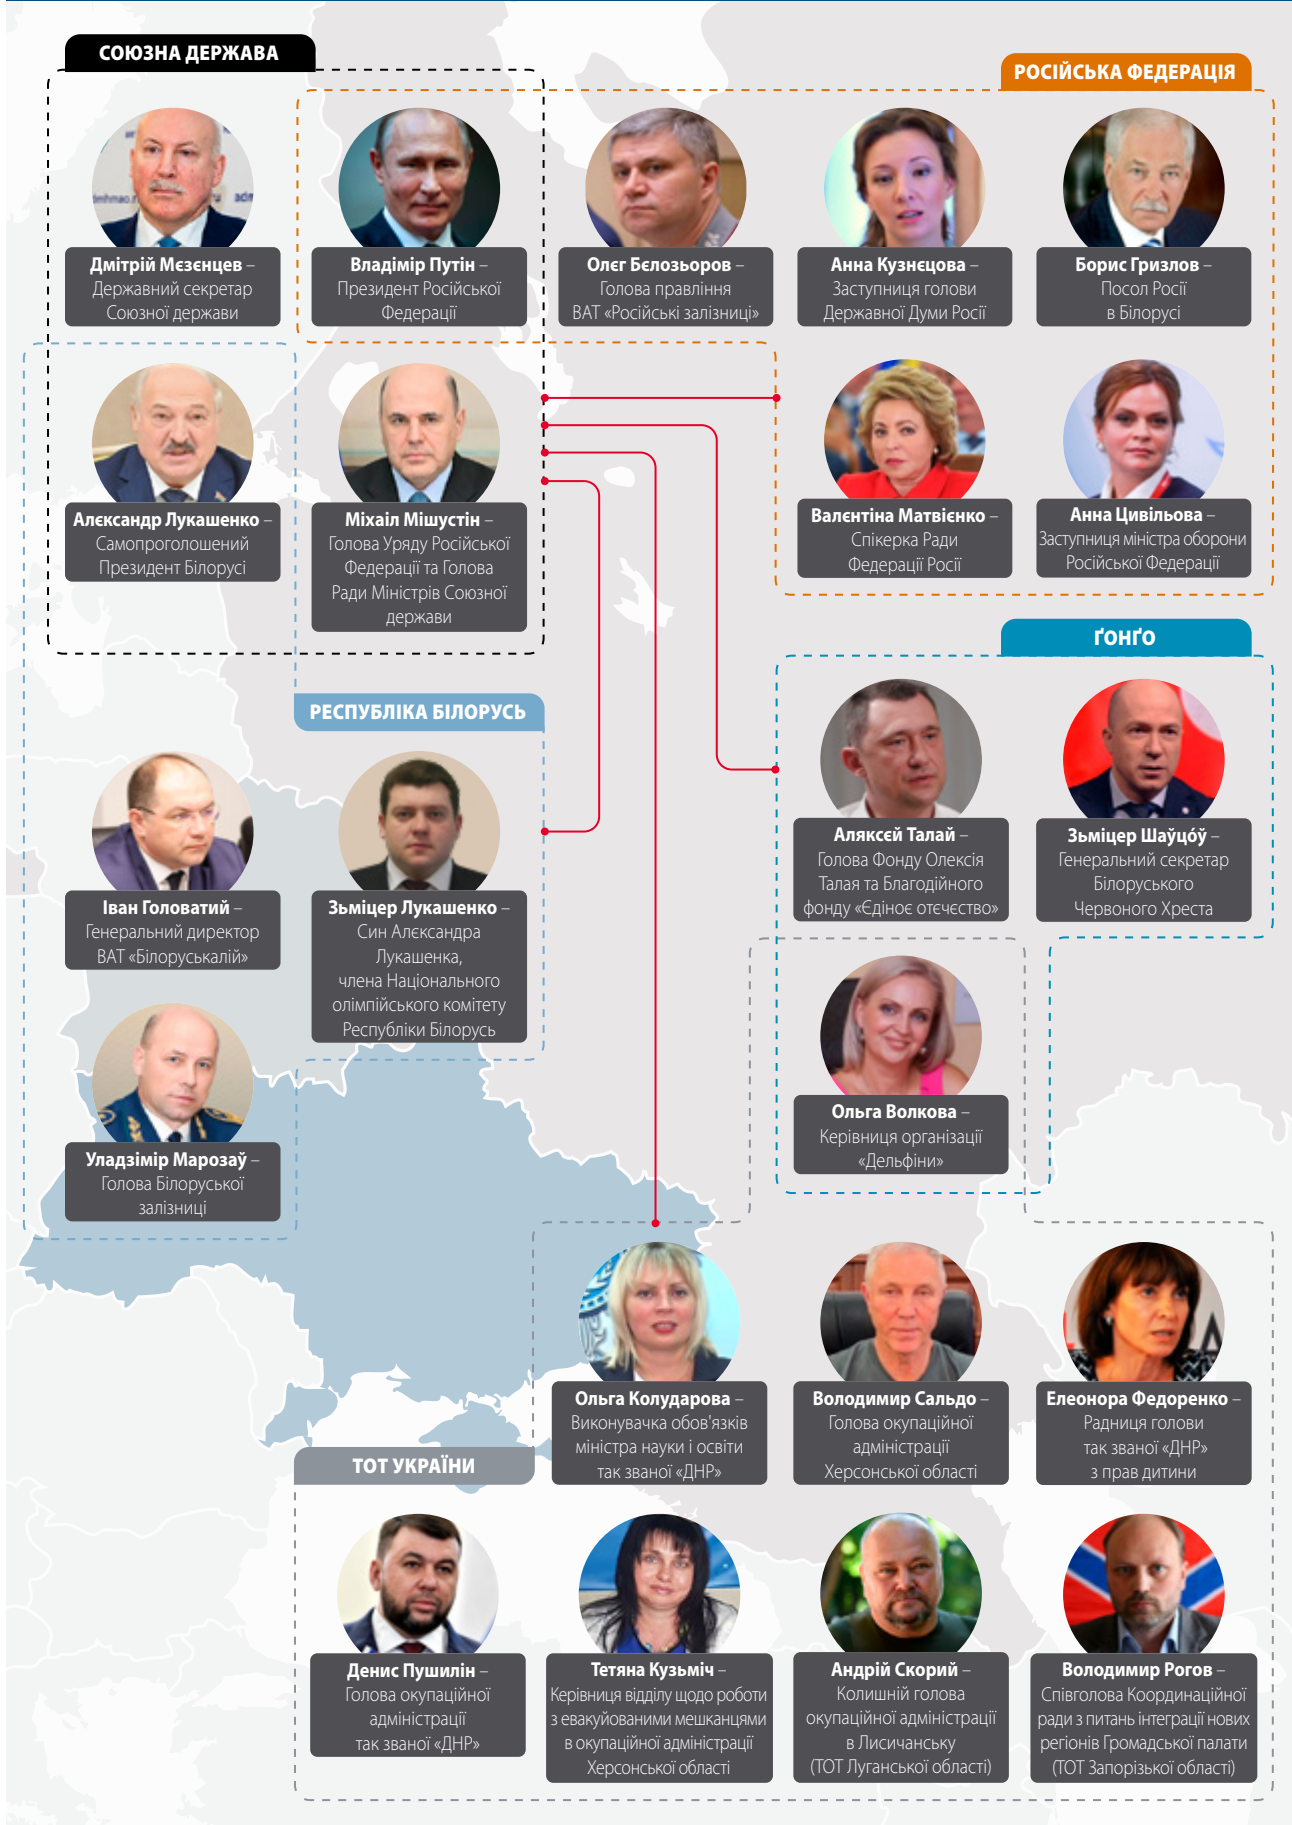 СОЮЗНА ДЕРЖАВА
РОСІЙСЬКА ФЕДЕРАЦІЯ
Дмітрій Мєзєнцев –
Державний секретар
Союзної держави
Владімір Путін –
Президент Російської
Федерації
Олєг Бєлозьоров –
Голова правління
ВАТ «Російські залізниці»
Анна Кузнєцова –
Заступниця голови
Державної Думи Росії
Борис Гризлов –
Посол Росії
в Білорусі
Алєксандр Лукашенко –
Самопроголошений
Президент Білорусі
Міхаіл Мішустін –
Голова Уряду Російської
Федерації та Голова
Ради Міністрів Союзної
держави
Валєнтіна Матвієнко –
Спікерка Ради
Федерації Росії
Анна Цивільова –
Заступниця міністра оборони
Російської Федерації
ҐОНҐО
РЕСПУБЛІКА БІЛОРУСЬ
Аляксєй Талай –
Голова Фонду Олексія
Талая та Благодійного
фонду «Єдіноє отєчєство»
Зьміцер Шаўцо́ў –
Генеральний секретар
Білоруського
Червоного Хреста
Іван Головатий –
Генеральний директор
ВАТ «Білоруськалій»
Зьміцер Лукашенко –
Син Алєксандра
Лукашенка,
члена Національного
олімпійського комітету
Республіки Білорусь
Ольга Волкова –
Керівниця організації
«Дельфіни»
Уладзімір Марозаў –
Голова Білоруської
залізниці
Ольга Колударова –
Виконувачка обов'язків
міністра науки і освіти
так званої «ДНР»
Володимир Сальдо –
Голова окупаційної
адміністрації
Херсонської області
Елеонора Федоренко –
Радниця голови
так званої «ДНР»
з прав дитини
ТОТ УКРАЇНИ
Денис Пушилін –
Голова окупаційної
адміністрації
так званої «ДНР»
Тетяна Кузьміч –
Керівниця відділу щодо роботи
з евакуйованими мешканцями
в окупаційної адміністрації
Херсонської області
Андрій Скорий –
Колишній голова
окупаційної адміністрації
в Лисичанську
(ТОТ Луганської області)
Володимир Рогов –
Співголова Координаційної
ради з питань інтеграції нових
регіонів Громадської палати
(ТОТ Запорізької області)